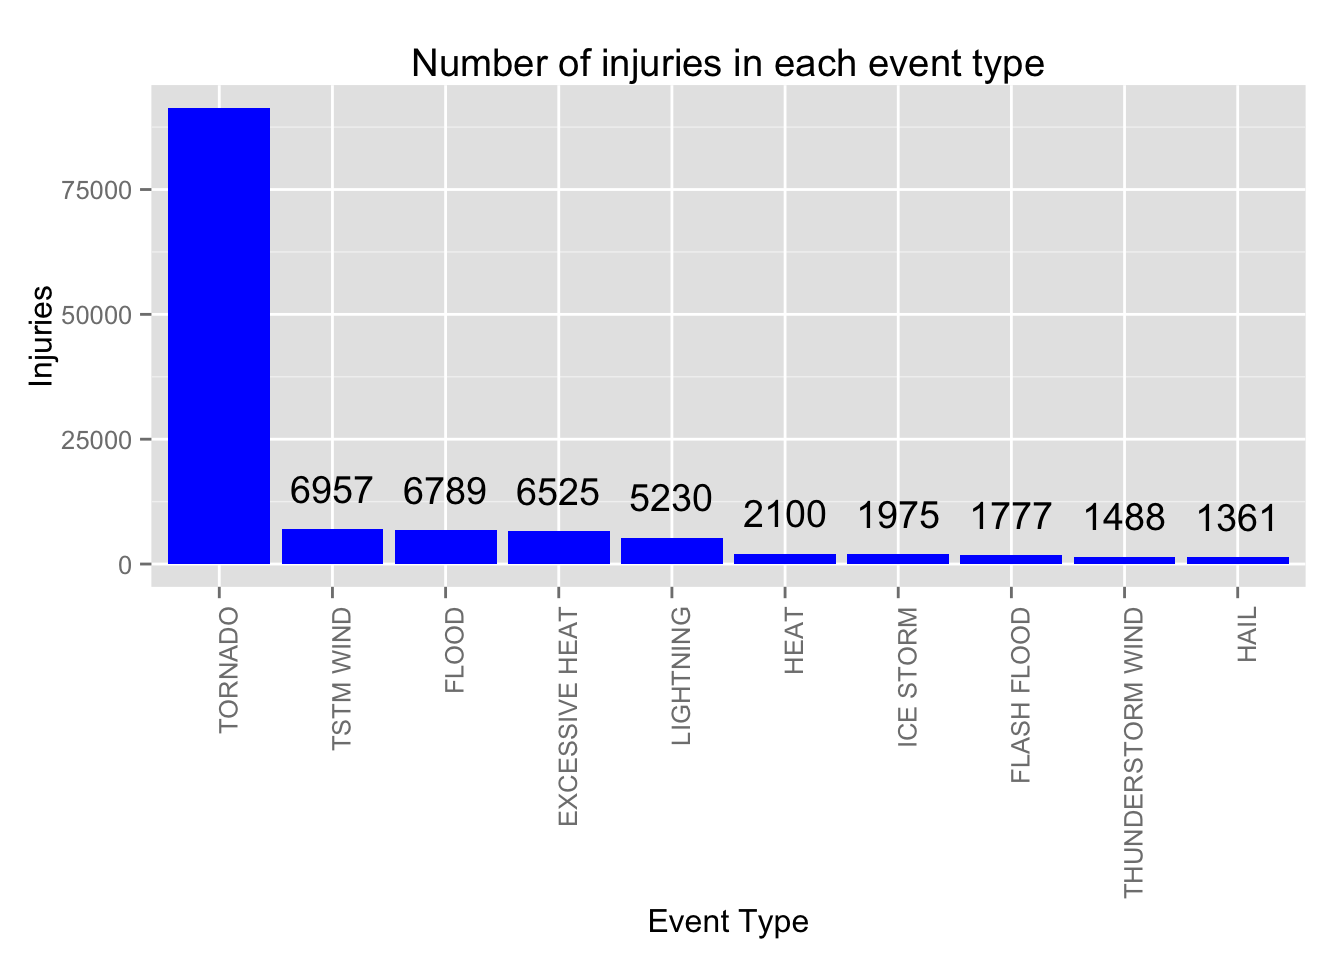 Number of injuries in each event type
Injuries
75000
50000
25000
0
6957
6789
6525
5230
2100
1975
1777
1488
1361
TORNADO
TSTM WIND
FLOOD
EXCESSIVE HEAT
LIGHTNING
HEAT
ICE STORM
FLASH FLOOD
THUNDERSTORM WIND
HAIL
Event Type